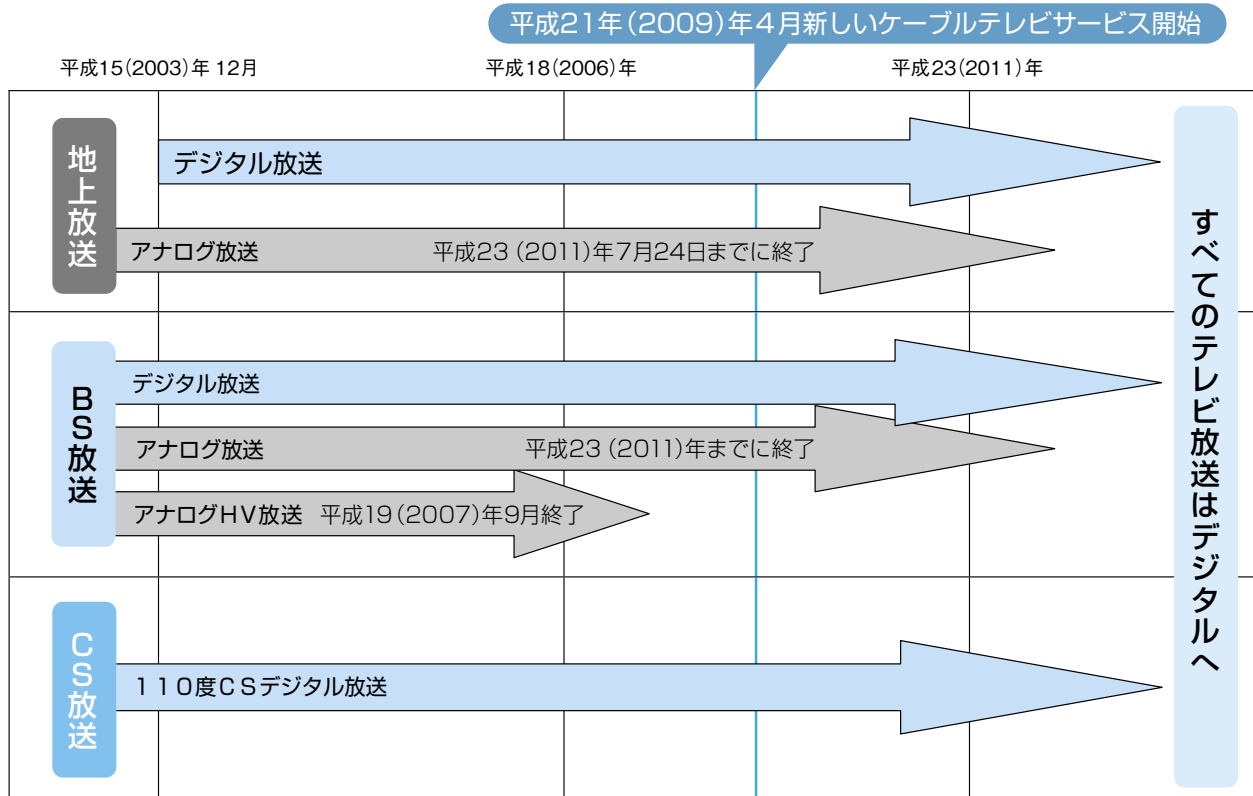 平成21年(2009)年4月新しいケーブルテレビサービス開始
平成15(2003)年 12月
平成18(2006)年
平成23(2011)年
地上放送
デジタル放送
アナログ放送
平成23(2011)年7月24日までに終了
BS放送
デジタル放送
アナログ放送
平成23(2011)年までに終了
アナログHV放送
平成19(2007)年9月終了
CS放送
110度CSデジタル放送
すべてのテレビ放送はデジタルへ